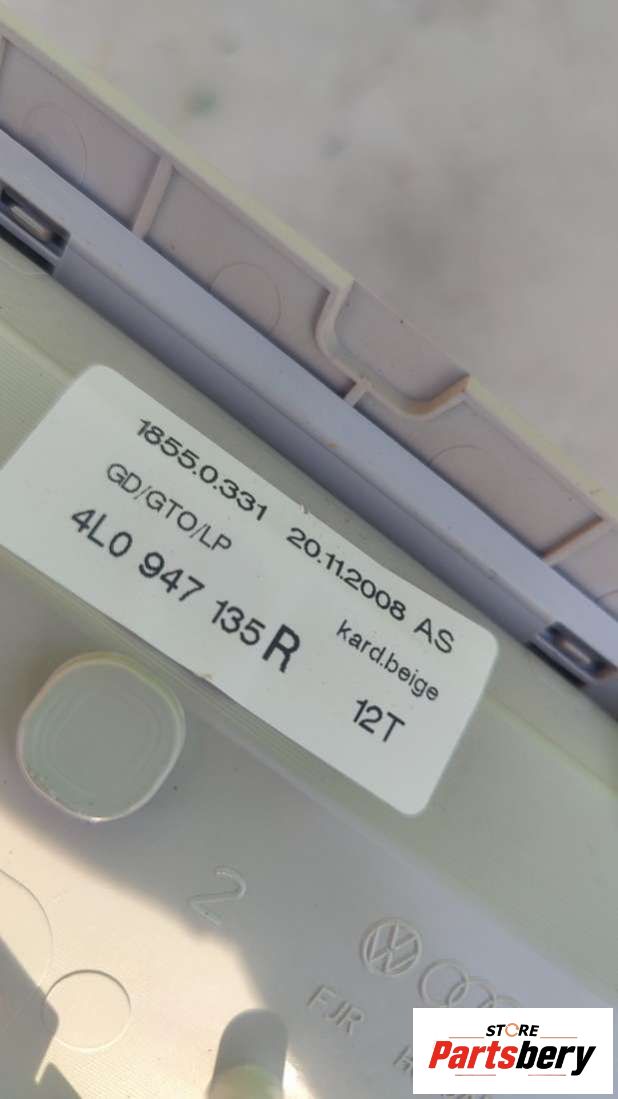 1855.0.331 20.11.2008 AS
GD/GTO/LP kard.beige
4L0 947 135 R 12T
2
FJR
STORE
Partsbery